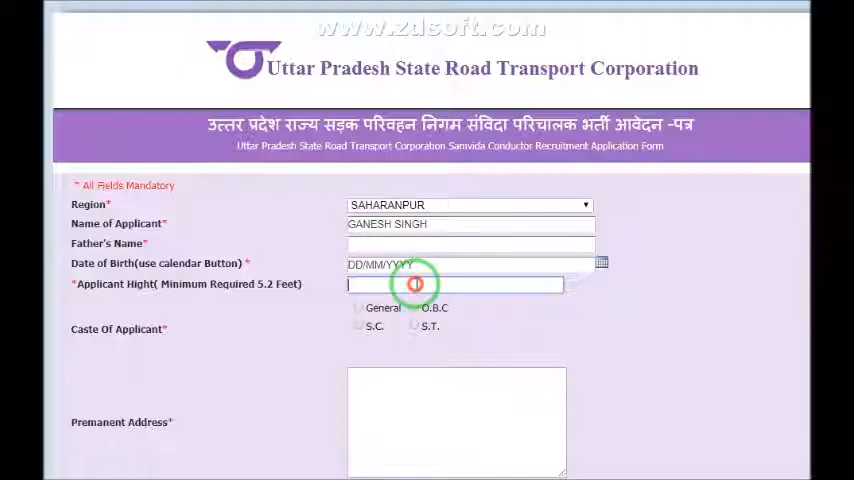 www.zdsoft.com
Uttar Pradesh State Road Transport Corporation
उत्तर प्रदेश राज्य सड़क परिवहन निगम संविदा परिचालक भर्ती आवेदन -पत्र
Uttar Pradesh State Road Transport Corporation Samvida Conductor Recruitment Application Form
* All Fields Mandatory
Region* SAHARANPUR
Name of Applicant* GANESH SINGH
Father's Name*
Date of Birth(use calendar Button) * DD/MM/YYYY
*Applicant Hight( Minimum Required 5.2 Feet)
General O.B.C
Caste Of Applicant*
S.C. S.T.
Premanent Address*